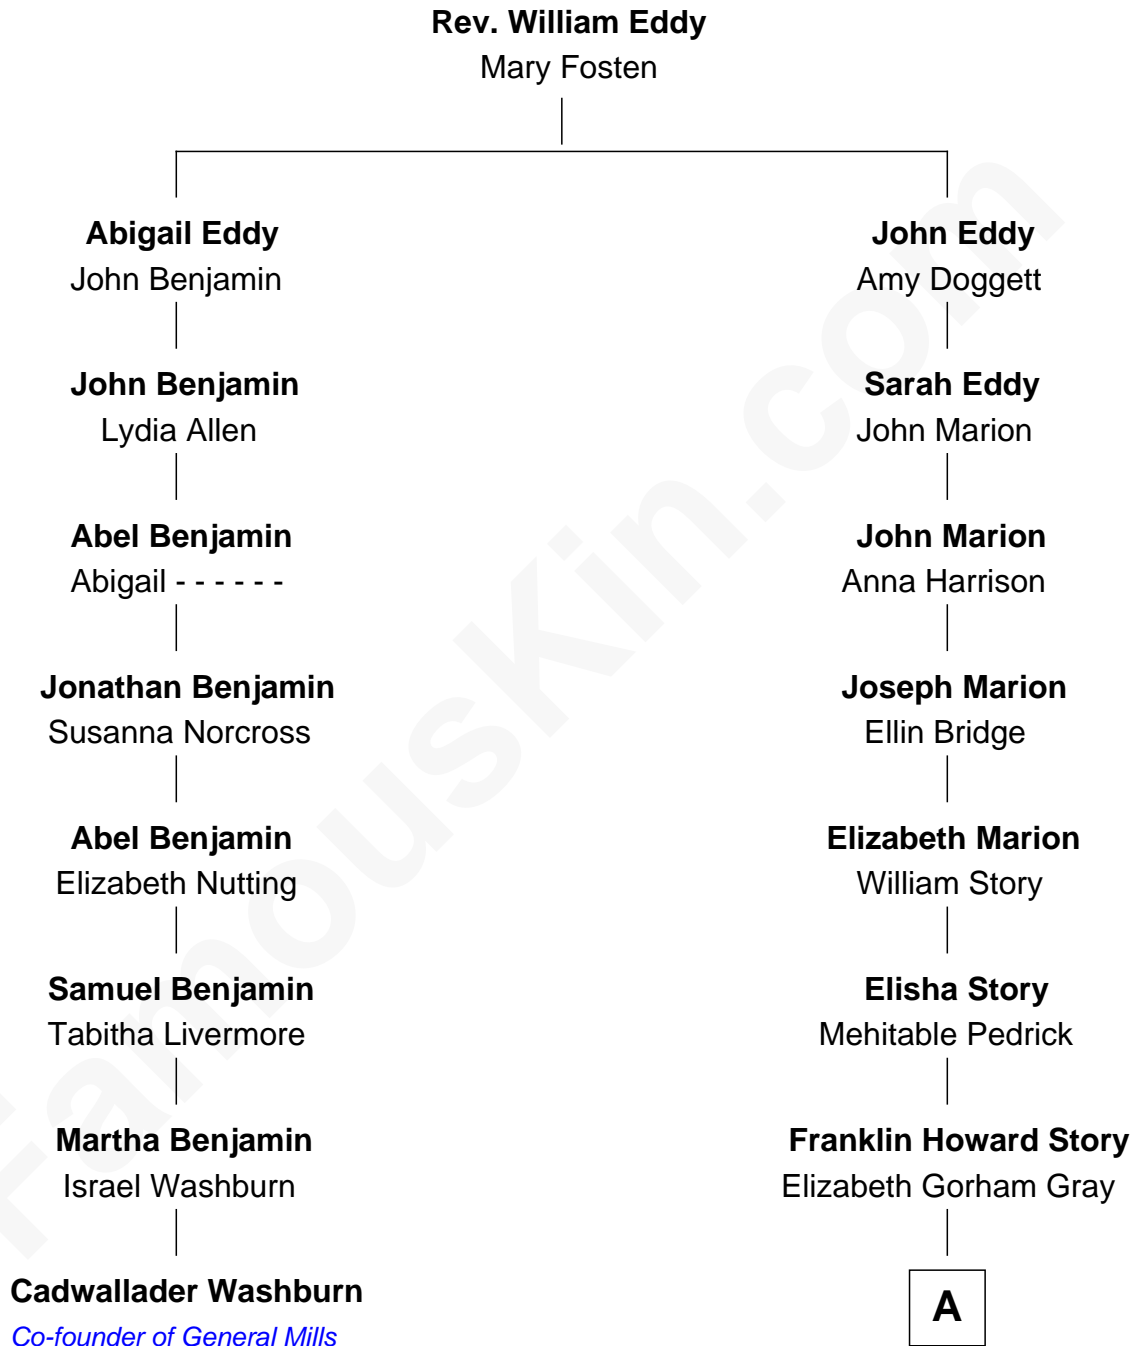 Rev. William Eddy
Mary Fosten
Abigail Eddy
John Benjamin
John Eddy
Amy Doggett
John Benjamin
Lydia Allen
Sarah Eddy
John Marion
Abel Benjamin
Abigail - - - - - -
John Marion
Anna Harrison
Jonathan Benjamin
Susanna Norcross
Joseph Marion
Ellin Bridge
Abel Benjamin
Elizabeth Nutting
Elizabeth Marion
William Story
Samuel Benjamin
Tabitha Livermore
Elisha Story
Mehitable Pedrick
Martha Benjamin
Israel Washburn
Franklin Howard Story
Elizabeth Gorham Gray
Cadwallader Washburn
Co-founder of General Mills
A
FamousKin.com